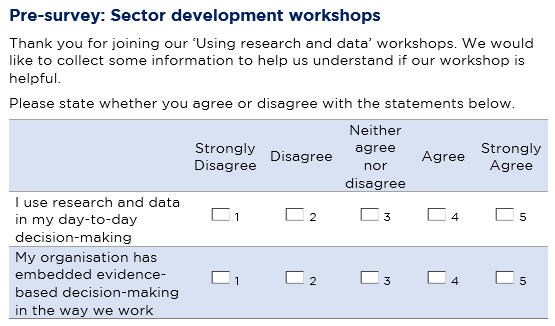 Pre-survey: Sector development workshops
Thank you for joining our ‘Using research and data’ workshops. We would
like to collect some information to help us understand if our workshop is
helpful.
Please state whether you agree or disagree with the statements below.
Strongly Disagree
Disagree
Neither agree nor disagree
Agree
Strongly Agree
I use research and data
in my day-to-day
decision-making
1 2 3 4 5
My organisation has
embedded evidence-
based decision-making
in the way we work
1 2 3 4 5